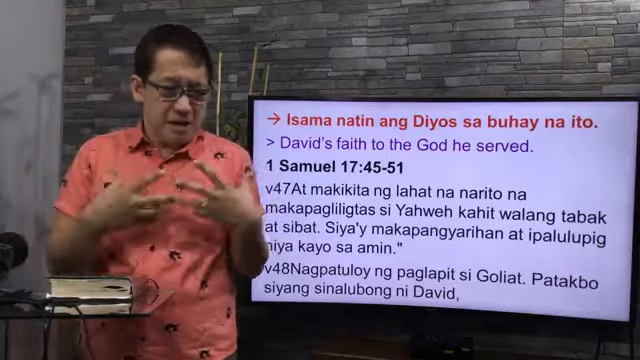 → Isama natin ang Diyos sa buhay na ito.
> David's faith to the God he served.
1 Samuel 17:45-51
v47At makikita ng lahat na narito na
makapagliligtas si Yahweh kahit walang tabak
at sibat. Siya'y makapangyarihan at ipalulupig
niya kayo sa amin."
v48Nagpatuloy ng paglapit si Goliat. Patakbo
siyang sinalubong ni David,